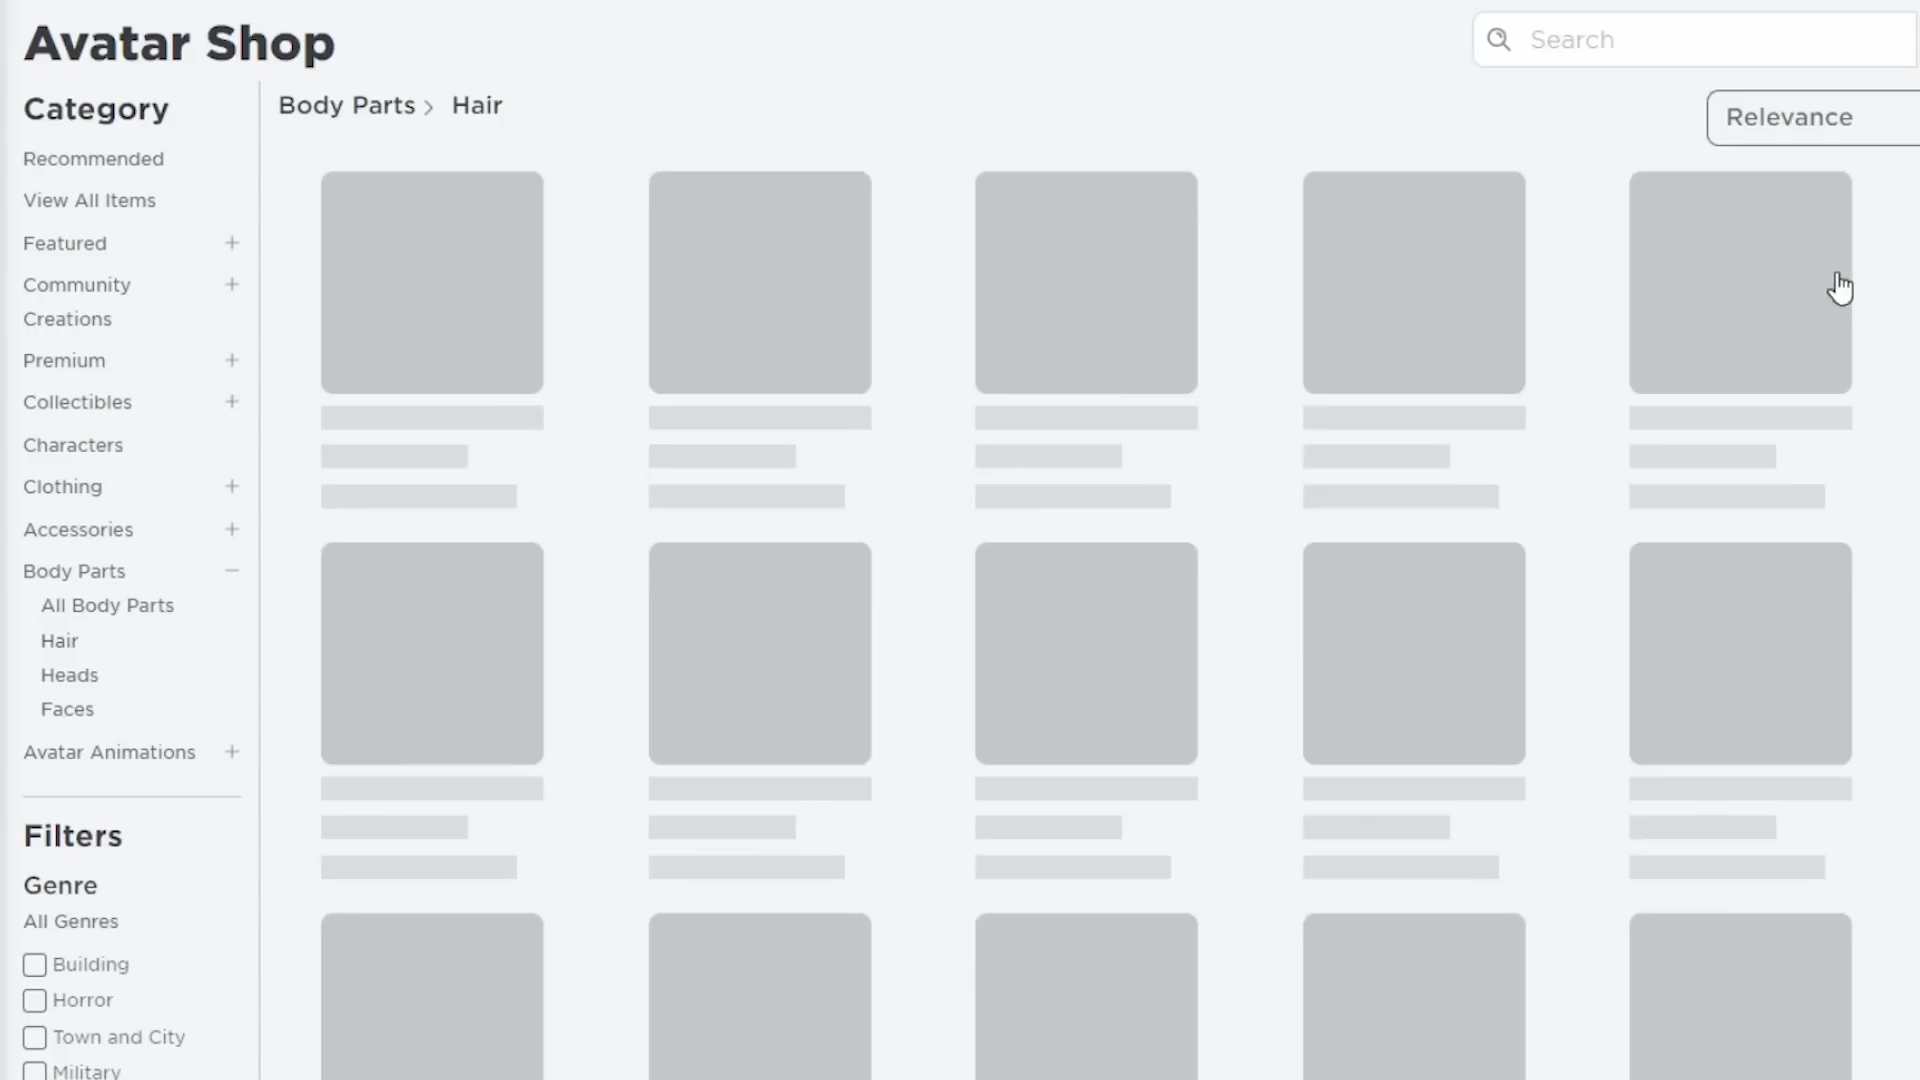 Avatar Shop
Search
Category
Body Parts > Hair
Relevance
Recommended
View All Items
Featured +
Community +
Creations
Premium +
Collectibles +
Characters
Clothing +
Accessories +
Body Parts −
All Body Parts
Hair
Heads
Faces
Avatar Animations +
Filters
Genre
All Genres
Building
Horror
Town and City
Military